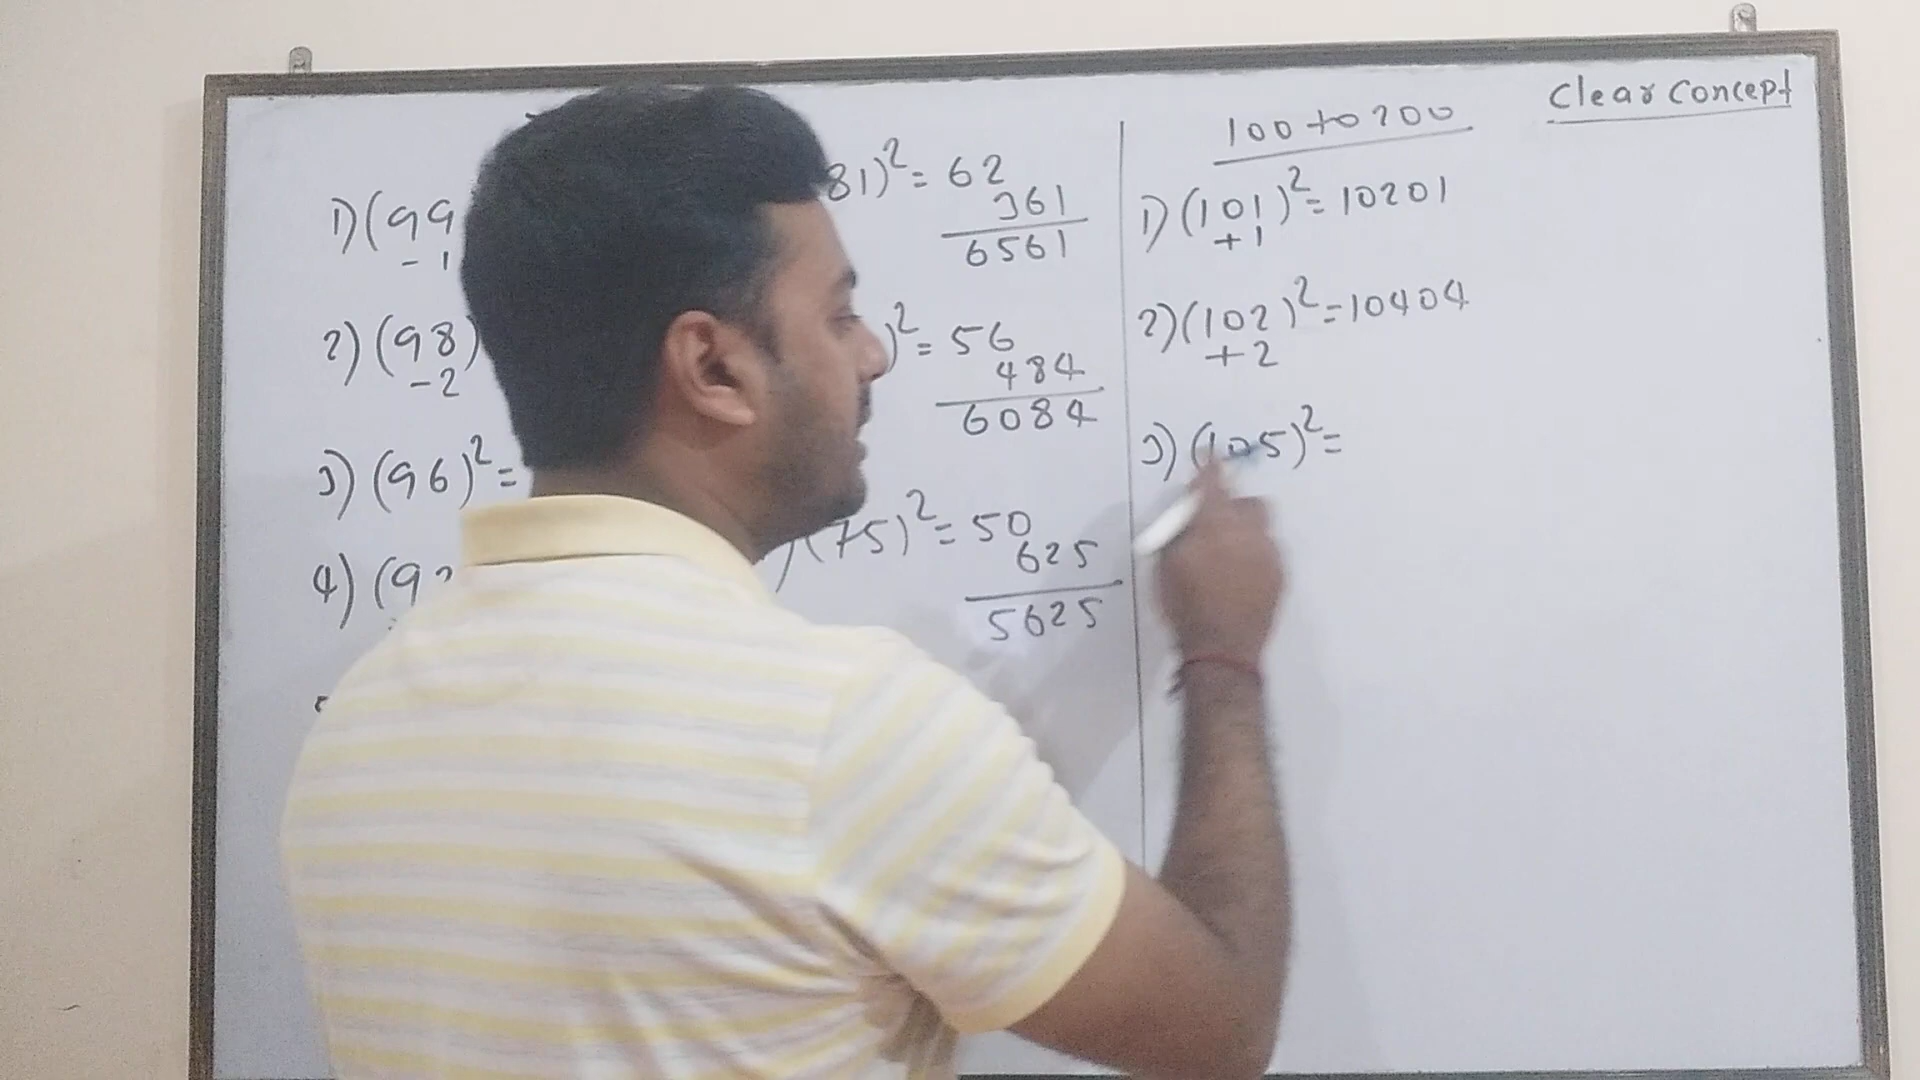 Clear Concept
1) (99
- 1
2) (98)
- 2
3) (96)² =
4) (9
81)² = 62
361
6561
)² = 56
484
6084
(75)² = 50
625
5625
100 to 200
1) (101)² = 10201
+ 1
2) (102)² = 10404
+ 2
3) (105)² =